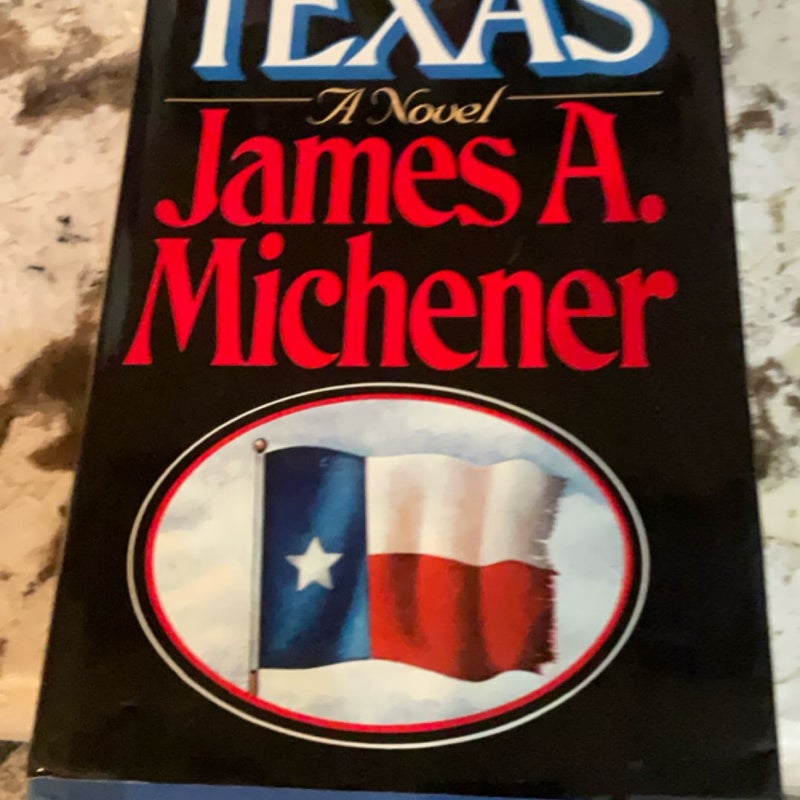 TEXAS
A Novel
James A.
Michener